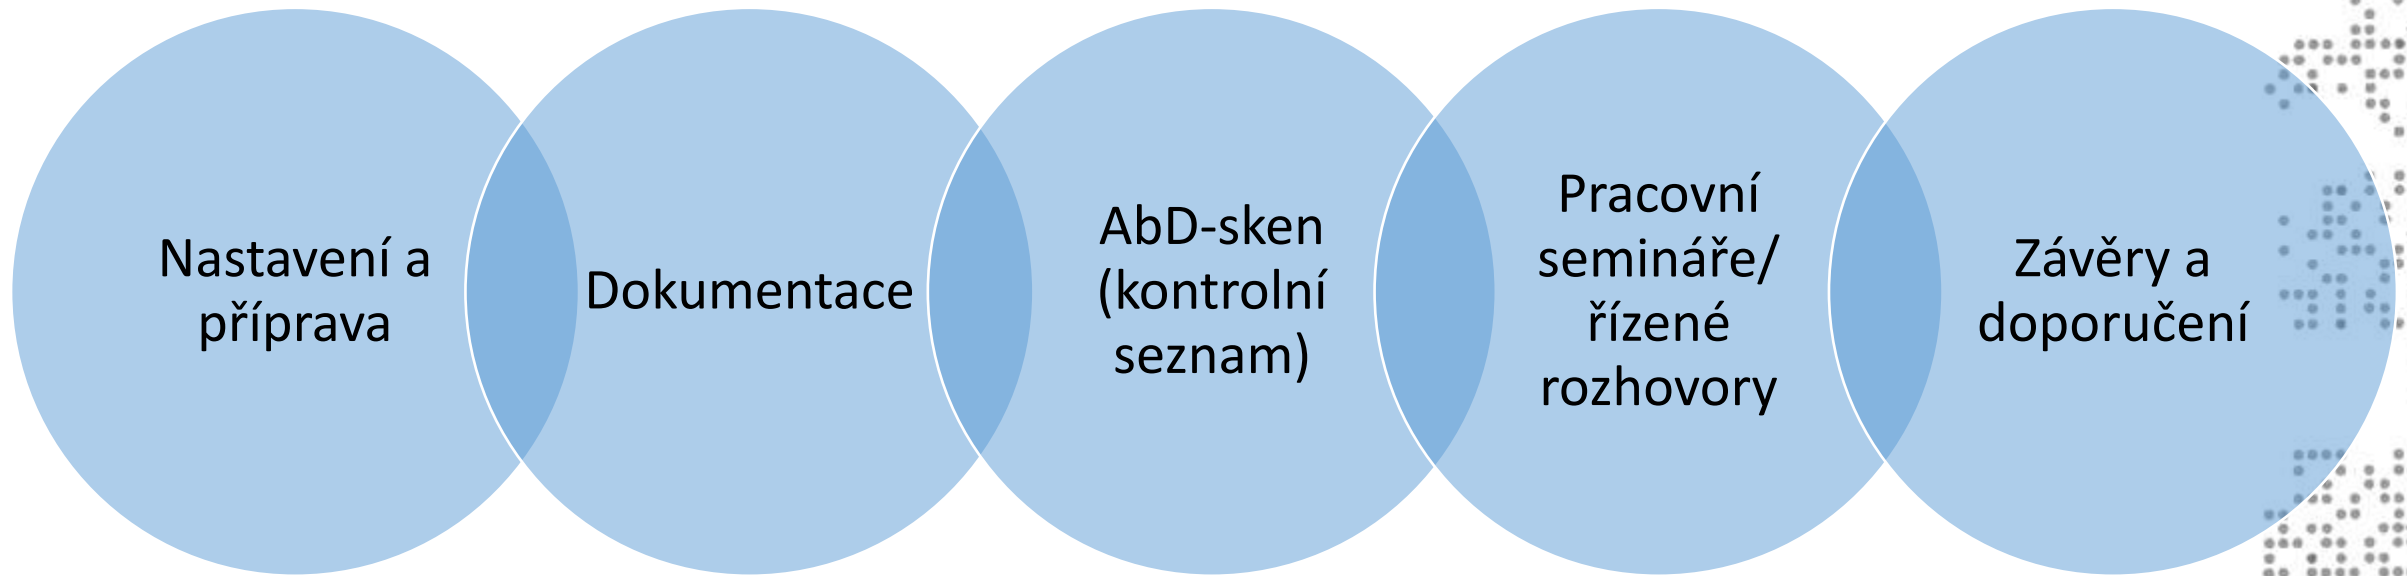 Nastavení a
příprava
Dokumentace
AbD-sken
(kontrolní
seznam)
Pracovní
semináře/
řízené
rozhovory
Závěry a
doporučení